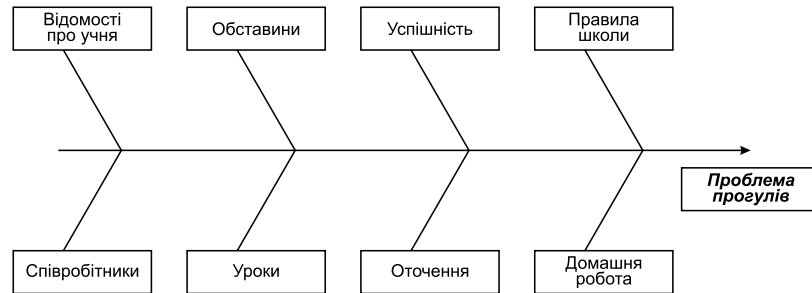 Відомості
про учня
Обставини
Успішність
Правила
школи
Проблема
прогулів
Співробітники
Уроки
Оточення
Домашня
робота